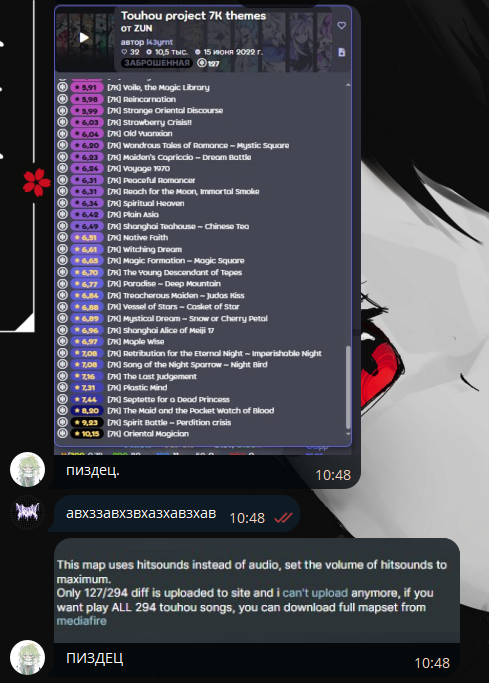 Touhou project 7K themes
от ZUN
автор l43ymt
32 10,5 тыс. 15 июня 2022 г.
ЗАБРОШЕННАЯ 127
5,91 [7K] Voile, the Magic Library
5,98 [7K] Reincarnation
5,99 [7K] Strange Oriental Discourse
6,03 [7K] Strawberry Crisis!!
6,04 [7K] Old Yuanxian
6,20 [7K] Wondrous Tales of Romance ~ Mystic Square
6,23 [7K] Maiden's Capriccio ~ Dream Battle
6,24 [7K] Voyage 1970
6,31 [7K] Peaceful Romancer
6,31 [7K] Reach for the Moon, Immortal Smoke
6,34 [7K] Spiritual Heaven
6,42 [7K] Plain Asia
6,49 [7K] Shanghai Teahouse ~ Chinese Tea
6,51 [7K] Native Faith
6,61 [7K] Witching Dream
6,65 [7K] Magic Formation ~ Magic Square
6,70 [7K] The Young Descendant of Tepes
6,77 [7K] Paradise ~ Deep Mountain
6,84 [7K] Treacherous Maiden ~ Judas Kiss
6,88 [7K] Vessel of Stars ~ Casket of Star
6,89 [7K] Mystical Dream ~ Snow or Cherry Petal
6,96 [7K] Shanghai Alice of Meiji 17
6,97 [7K] Maple Wise
7,08 [7K] Retribution for the Eternal Night ~ Imperishable Night
7,08 [7K] Song of the Night Sparrow ~ Night Bird
7,16 [7K] The Last Judgement
7,31 [7K] Plastic Mind
7,44 [7K] Septette for a Dead Princess
8,20 [7K] The Maid and the Pocket Watch of Blood
9,23 [7K] Spirit Battle ~ Perdition crisis
10,15 [7K] Oriental Magician
пиздец.
10:48
авхззавхзвхазхавзхав 10:48
This map uses hitsounds instead of audio, set the volume of hitsounds to
maximum.
Only 127/294 diff is uploaded to site and i can't upload anymore, if you
want play ALL 294 touhou songs, you can download full mapset from
mediafire
ПИЗДЕЦ
10:48